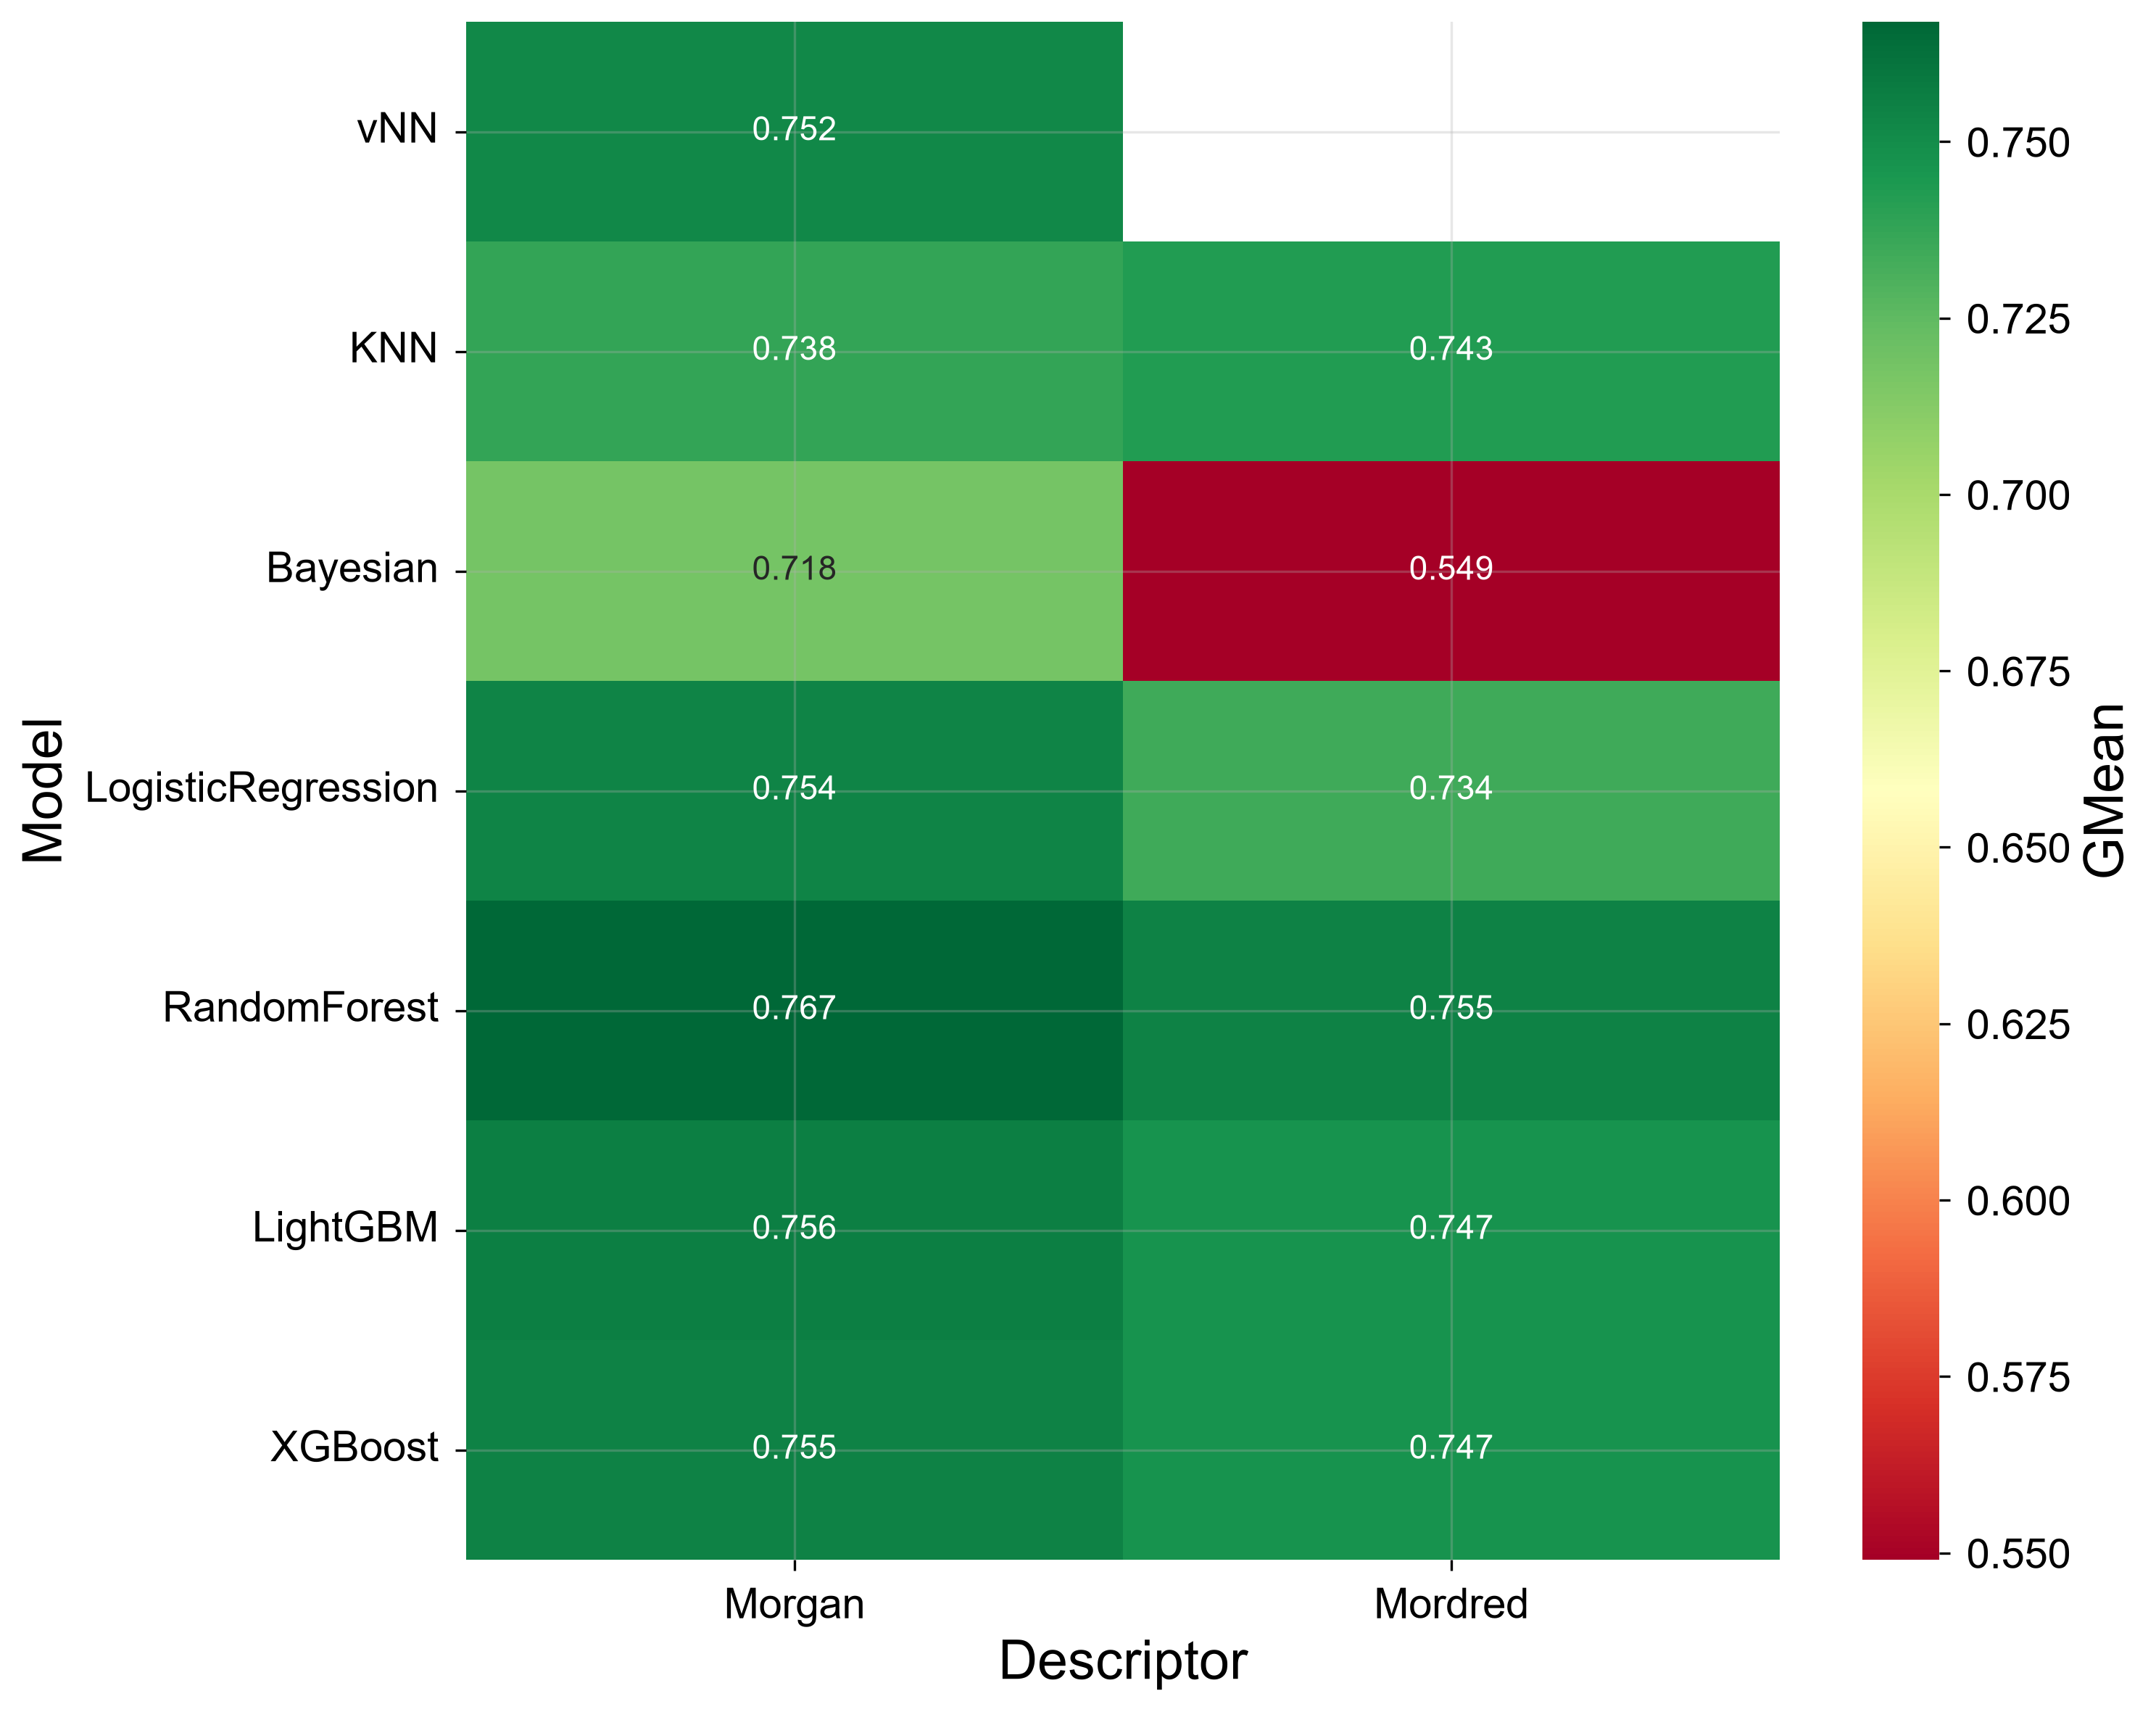 vNN
0.752
KNN
0.738
0.743
Bayesian
0.718
0.549
LogisticRegression
0.754
0.734
RandomForest
0.767
0.755
LightGBM
0.756
0.747
XGBoost
0.755
0.747
Morgan
Mordred
Descriptor
Model
0.750
0.725
0.700
0.675
0.650
0.625
0.600
0.575
0.550
GMean